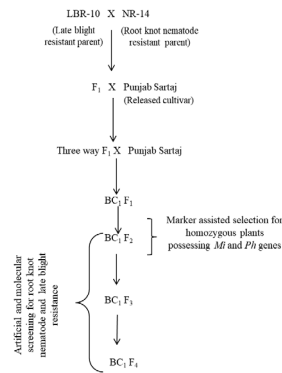 LBR-10 X NR-14
(Late blight resistant parent)
(Root knot nematode resistant parent)
F₁ X Punjab Sartaj
(Released cultivar)
Three way F₁ X Punjab Sartaj
BC₁ F₁
BC₁ F₂
Marker assisted selection for
homozygous plants
possessing Mi and Ph genes
Artificial and molecular
screening for root knot
nematode and late blight
resistance
BC₁ F₃
BC₁ F₄